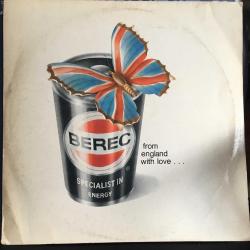 BEREC
SPECIALIST IN
ENERGY
from
england
with love . . .